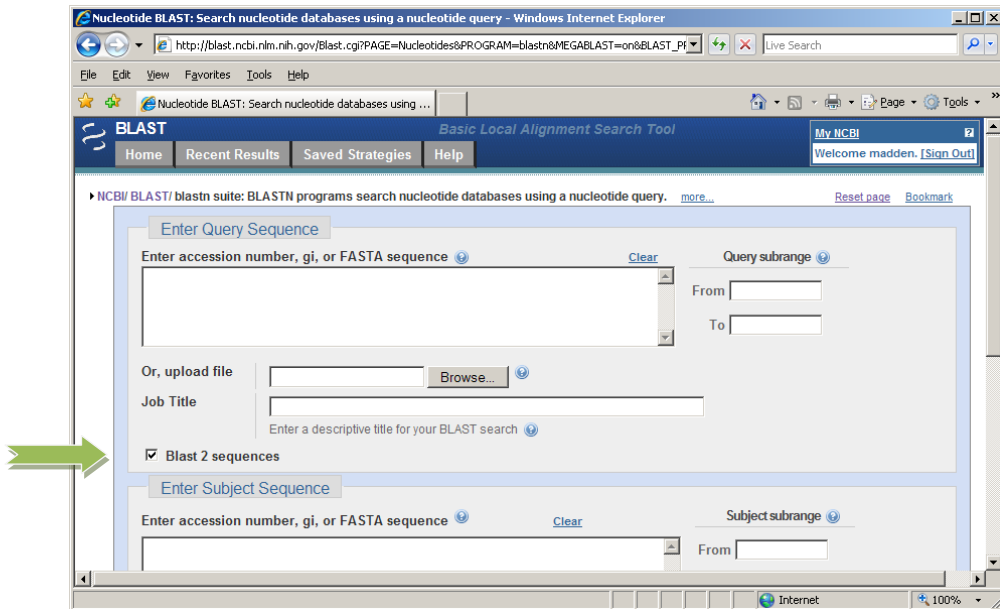 Nucleotide BLAST: Search nucleotide databases using a nucleotide query - Windows Internet Explorer
http://blast.ncbi.nlm.nih.gov/Blast.cgi?PAGE=Nucleotides&PROGRAM=blastn&MEGABLAST=on&BLAST_PI
Live Search
File Edit View Favorites Tools Help
Nucleotide BLAST: Search nucleotide databases using ...
Page Tools »
BLAST Basic Local Alignment Search Tool
My NCBI ?
Home Recent Results Saved Strategies Help
Welcome madden. [Sign Out]
NCBI/ BLAST/ blastn suite: BLASTN programs search nucleotide databases using a nucleotide query. more... Reset page Bookmark
Enter Query Sequence
Enter accession number, gi, or FASTA sequence ? Clear Query subrange ?
From
To
Or, upload file Browse... ?
Job Title
Enter a descriptive title for your BLAST search ?
Blast 2 sequences
Enter Subject Sequence
Enter accession number, gi, or FASTA sequence ? Clear Subject subrange ?
From
Internet 100%